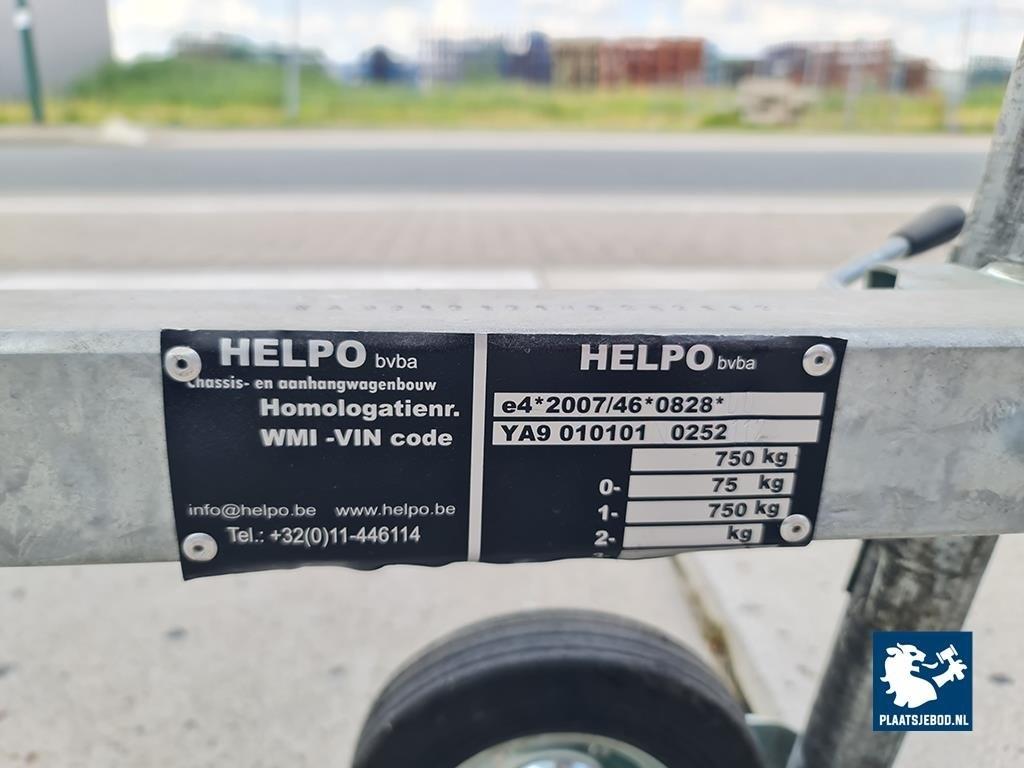 HELPO bvba
Chassis- en aanhangwagenbouw
Homologatienr.
WMI -VIN code
info@helpo.be www.helpo.be
Tel.: +32(0)11-446114
HELPO bvba
e4*2007/46*0828*
YA9 010101 0252
750 kg
0- 75 kg
1- 750 kg
2- kg
PLAATSJEBOD.NL